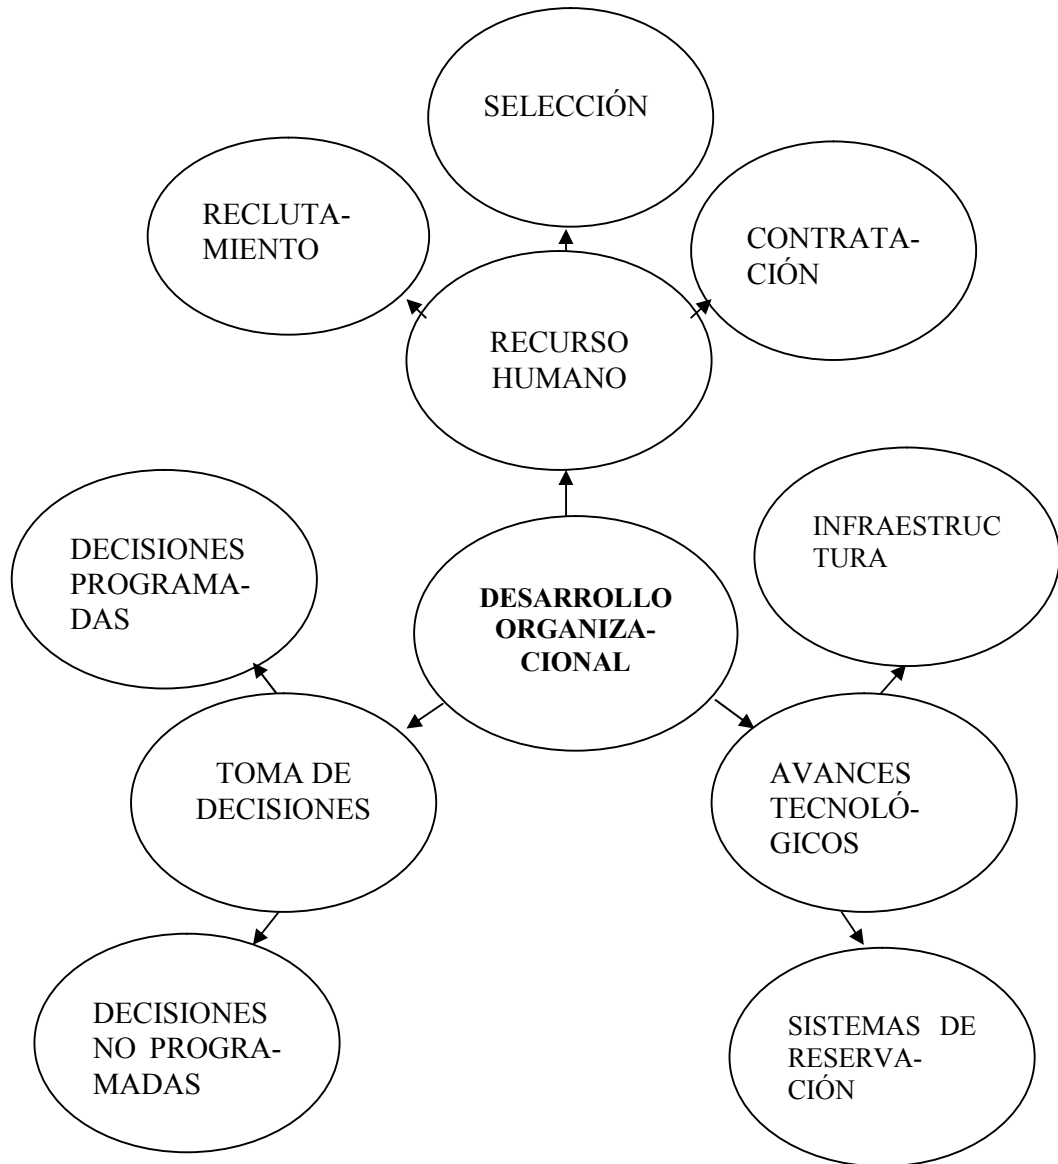 SELECCIÓN
RECLUTA-
MIENTO
CONTRATA-
CIÓN
RECURSO
HUMANO
DECISIONES
PROGRAMA-
DAS
INFRAESTRUC
TURA
DESARROLLO
ORGANIZA-
CIONAL
TOMA DE
DECISIONES
AVANCES
TECNOLÓ-
GICOS
DECISIONES
NO PROGRA-
MADAS
SISTEMAS DE
RESERVA-
CIÓN